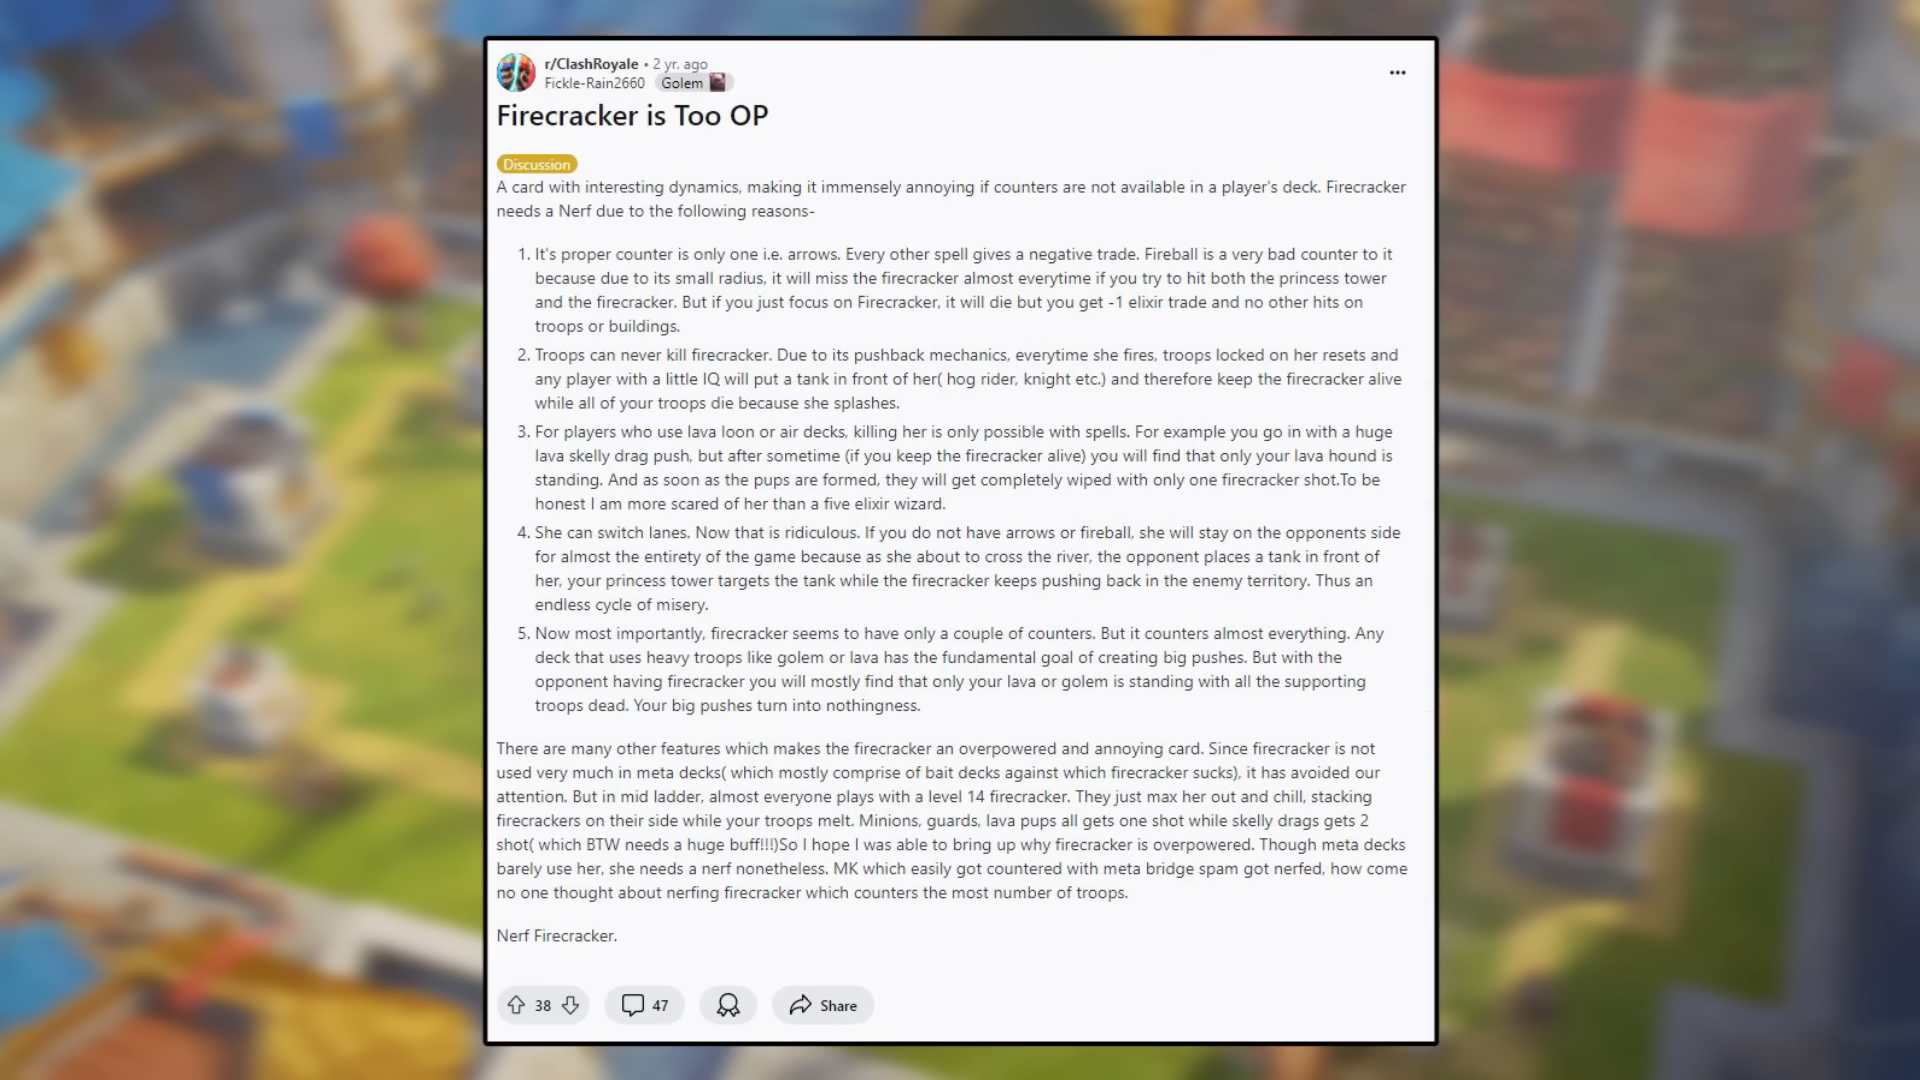 r/ClashRoyale • 2 yr. ago
Fickle-Rain2660 Golem
Firecracker is Too OP
Discussion
A card with interesting dynamics, making it immensely annoying if counters are not available in a player's deck. Firecracker
needs a Nerf due to the following reasons-
1. It's proper counter is only one i.e. arrows. Every other spell gives a negative trade. Fireball is a very bad counter to it
because due to its small radius, it will miss the firecracker almost everytime if you try to hit both the princess tower
and the firecracker. But if you just focus on Firecracker, it will die but you get -1 elixir trade and no other hits on
troops or buildings.
2. Troops can never kill firecracker. Due to its pushback mechanics, everytime she fires, troops locked on her resets and
any player with a little IQ will put a tank in front of her( hog rider, knight etc.) and therefore keep the firecracker alive
while all of your troops die because she splashes.
3. For players who use lava loon or air decks, killing her is only possible with spells. For example you go in with a huge
lava skelly drag push, but after sometime (if you keep the firecracker alive) you will find that only your lava hound is
standing. And as soon as the pups are formed, they will get completely wiped with only one firecracker shot.To be
honest I am more scared of her than a five elixir wizard.
4. She can switch lanes. Now that is ridiculous. If you do not have arrows or fireball, she will stay on the opponents side
for almost the entirety of the game because as she about to cross the river, the opponent places a tank in front of
her, your princess tower targets the tank while the firecracker keeps pushing back in the enemy territory. Thus an
endless cycle of misery.
5. Now most importantly, firecracker seems to have only a couple of counters. But it counters almost everything. Any
deck that uses heavy troops like golem or lava has the fundamental goal of creating big pushes. But with the
opponent having firecracker you will mostly find that only your lava or golem is standing with all the supporting
troops dead. Your big pushes turn into nothingness.
There are many other features which makes the firecracker an overpowered and annoying card. Since firecracker is not
used very much in meta decks( which mostly comprise of bait decks against which firecracker sucks), it has avoided our
attention. But in mid ladder, almost everyone plays with a level 14 firecracker. They just max her out and chill, stacking
firecrackers on their side while your troops melt. Minions, guards, lava pups all gets one shot while skelly drags gets 2
shot( which BTW needs a huge buff!!!)So I hope I was able to bring up why firecracker is overpowered. Though meta decks
barely use her, she needs a nerf nonetheless. MK which easily got countered with meta bridge spam got nerfed, how come
no one thought about nerfing firecracker which counters the most number of troops.
Nerf Firecracker.
38 47 Share